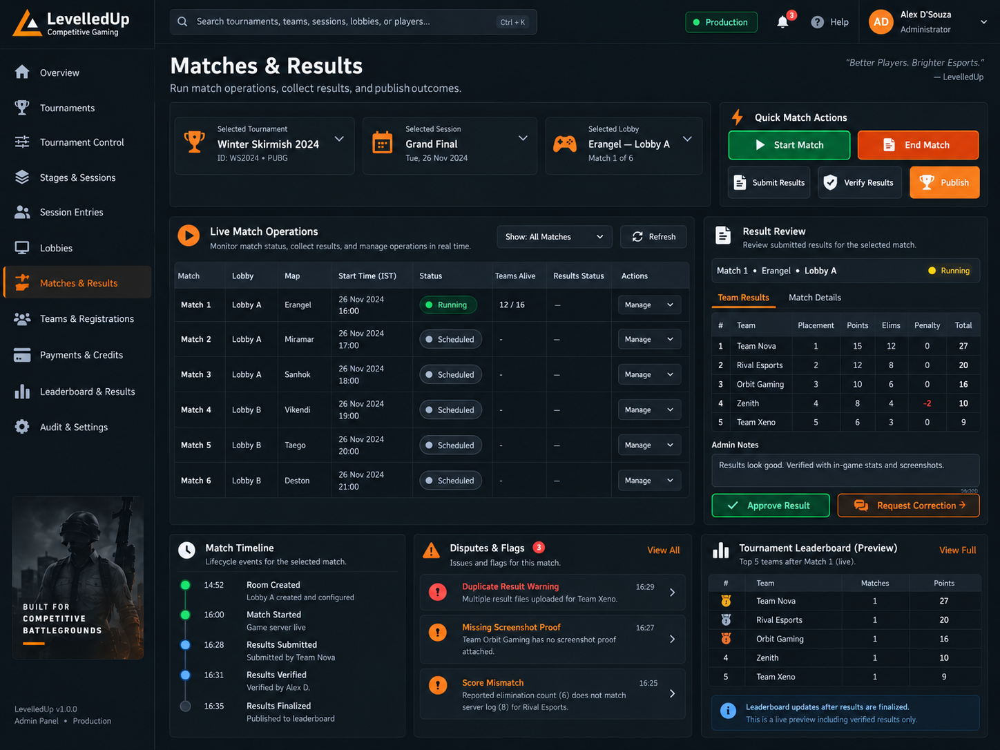 LevelledUp
Competitive Gaming
Search tournaments, teams, sessions, lobbies, or players...
Ctrl + K
Production
3
Help
AD
Alex D'Souza
Administrator
Overview
Tournaments
Tournament Control
Stages & Sessions
Session Entries
Lobbies
Matches & Results
Teams & Registrations
Payments & Credits
Leaderboard & Results
Audit & Settings
BUILT FOR
COMPETITIVE
BATTLEGROUNDS
LevelledUp v1.0.0
Admin Panel • Production
Matches & Results
Run match operations, collect results, and publish outcomes.
"Better Players. Brighter Esports."
— LevelledUp
Selected Tournament
Winter Skirmish 2024
ID: WS2024 • PUBG
Selected Session
Grand Final
Tue, 26 Nov 2024
Selected Lobby
Erangel — Lobby A
Match 1 of 6
Quick Match Actions
Start Match
End Match
Submit Results
Verify Results
Publish
Live Match Operations
Monitor match status, collect results, and manage operations in real time.
Show: All Matches
Refresh
Match Lobby Map Start Time (IST) Status Teams Alive Results Status Actions
Match 1 Lobby A Erangel 26 Nov 2024 16:00 Running 12 / 16 — Manage
Match 2 Lobby A Miramar 26 Nov 2024 17:00 Scheduled - — Manage
Match 3 Lobby A Sanhok 26 Nov 2024 18:00 Scheduled - — Manage
Match 4 Lobby B Vikendi 26 Nov 2024 19:00 Scheduled - — Manage
Match 5 Lobby B Taego 26 Nov 2024 20:00 Scheduled - — Manage
Match 6 Lobby B Deston 26 Nov 2024 21:00 Scheduled - — Manage
Result Review
Review submitted results for the selected match.
Match 1 • Erangel • Lobby A
Running
Team Results
Match Details
# Team Placement Points Elims Penalty Total
1 Team Nova 1 15 12 0 27
2 Rival Esports 2 12 8 0 20
3 Orbit Gaming 3 10 6 0 16
4 Zenith 4 8 4 -2 10
5 Team Xeno 5 6 3 0 9
Admin Notes
Results look good. Verified with in-game stats and screenshots.
Approve Result
Request Correction →
Match Timeline
Lifecycle events for the selected match.
14:52 Room Created
Lobby A created and configured
16:00 Match Started
Game server live
16:28 Results Submitted
Submitted by Team Nova
16:31 Results Verified
Verified by Alex D.
16:35 Results Finalized
Published to leaderboard
Disputes & Flags 3
View All
Issues and flags for this match.
Duplicate Result Warning 16:29
Multiple result files uploaded for Team Xeno.
Missing Screenshot Proof 16:27
Team Orbit Gaming has no screenshot proof
attached.
Score Mismatch 16:25
Reported elimination count (6) does not match
server log (8) for Rival Esports.
Tournament Leaderboard (Preview)
View Full
Top 5 teams after Match 1 (live).
# Team Matches Points
1 Team Nova 1 27
Rival Esports 1 20
Orbit Gaming 1 16
4 Zenith 1 10
5 Team Xeno 1 9
Leaderboard updates after results are finalized.
This is a live preview including verified results only.